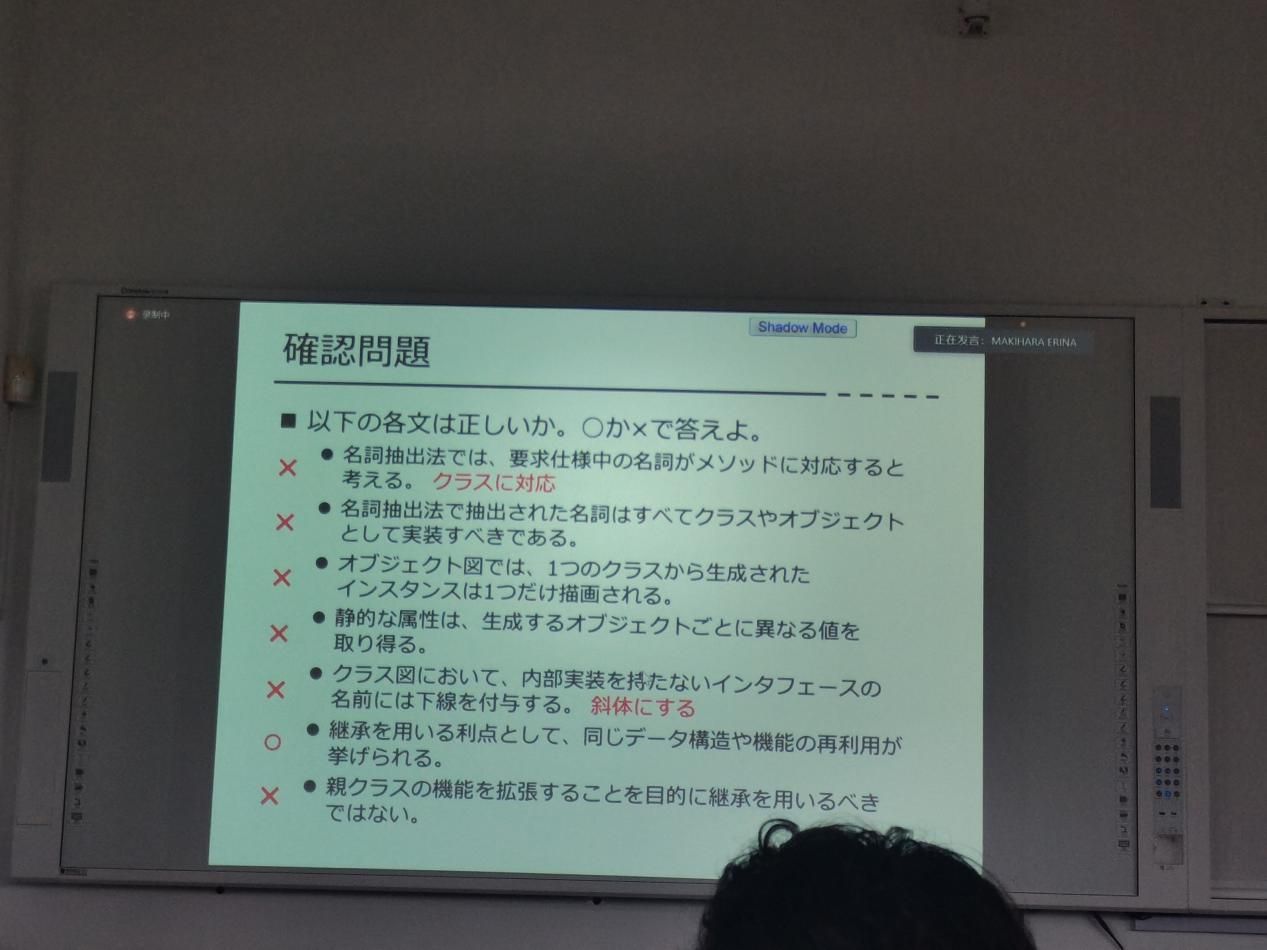 录制中
Shadow Mode
正在发言: MAKIHARA ERINA
確認問題
■ 以下の各文は正しいか。○か×で答えよ。
× ● 名詞抽出法では、要求仕様中の名詞がメソッドに対応すると
考える。 クラスに対応
× ● 名詞抽出法で抽出された名詞はすべてクラスやオブジェクト
として実装すべきである。
× ● オブジェクト図では、1つのクラスから生成された
インスタンスは1つだけ描画される。
× ● 静的な属性は、生成するオブジェクトごとに異なる値を
取り得る。
× ● クラス図において、内部実装を持たないインタフェースの
名前には下線を付与する。 斜体にする
○ ● 継承を用いる利点として、同じデータ構造や機能の再利用が
挙げられる。
× ● 親クラスの機能を拡張することを目的に継承を用いるべき
ではない。